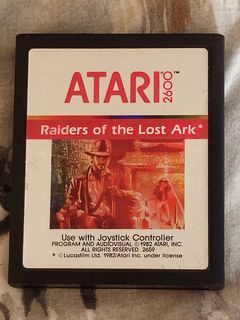 ATARI 2600™
Raiders of the Lost Ark*
Use with Joystick Controller
PROGRAM AND AUDIOVISUAL ©1982 ATARI, INC.
ALL RIGHTS RESERVED 2659
* ©Lucasfilm Ltd. 1982/Atari Inc. under license